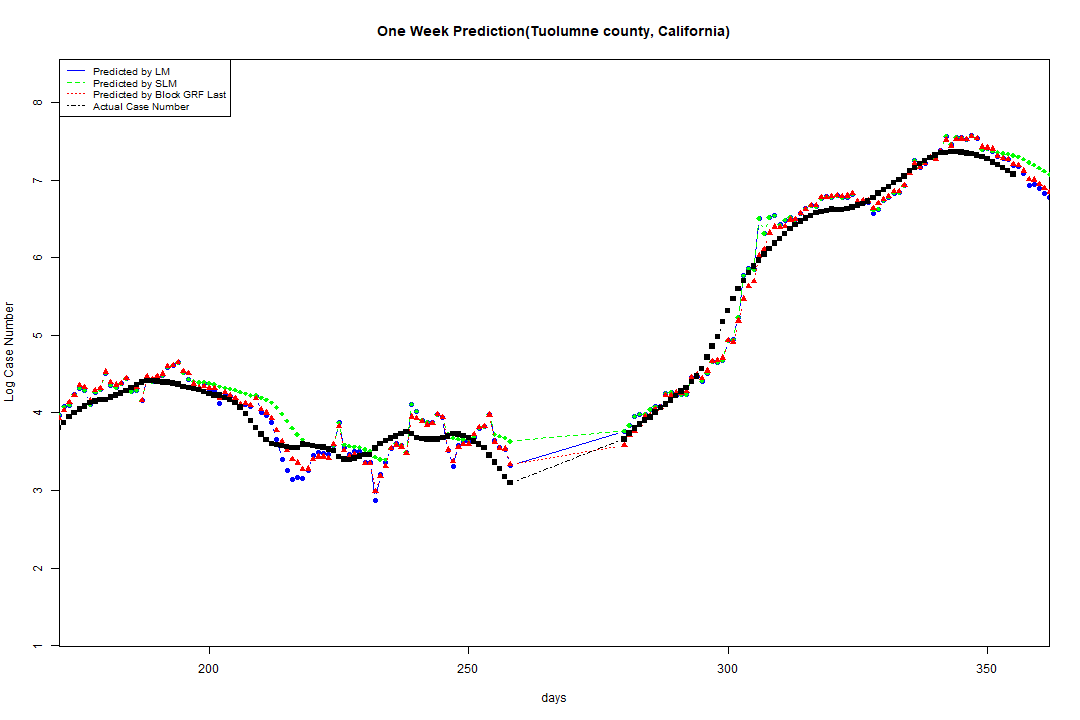 One Week Prediction(Tuolumne county, California)
Predicted by LM
Predicted by SLM
Predicted by Block GRF Last
Actual Case Number
8
7
6
5
4
3
2
1
Log Case Number
200 250 300 350
days